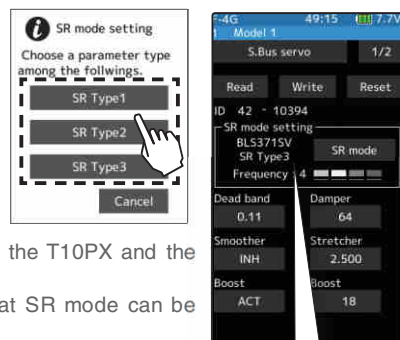 SR mode setting
Choose a parameter type
among the follwings.
SR Type1
SR Type2
SR Type3
Cancel
the T10PX and the
at SR mode can be
-4G 49:15 7.7V
1 Model 1
S.Bus servo 1/2
Read Write Reset
ID 42 - 10394
SR mode setting
BLS371SV
SR Type3
SR mode
Frequency : 4
Dead band Damper
0.11 64
Smoother Stretcher
INH 2.500
Boost Boost
ACT 18